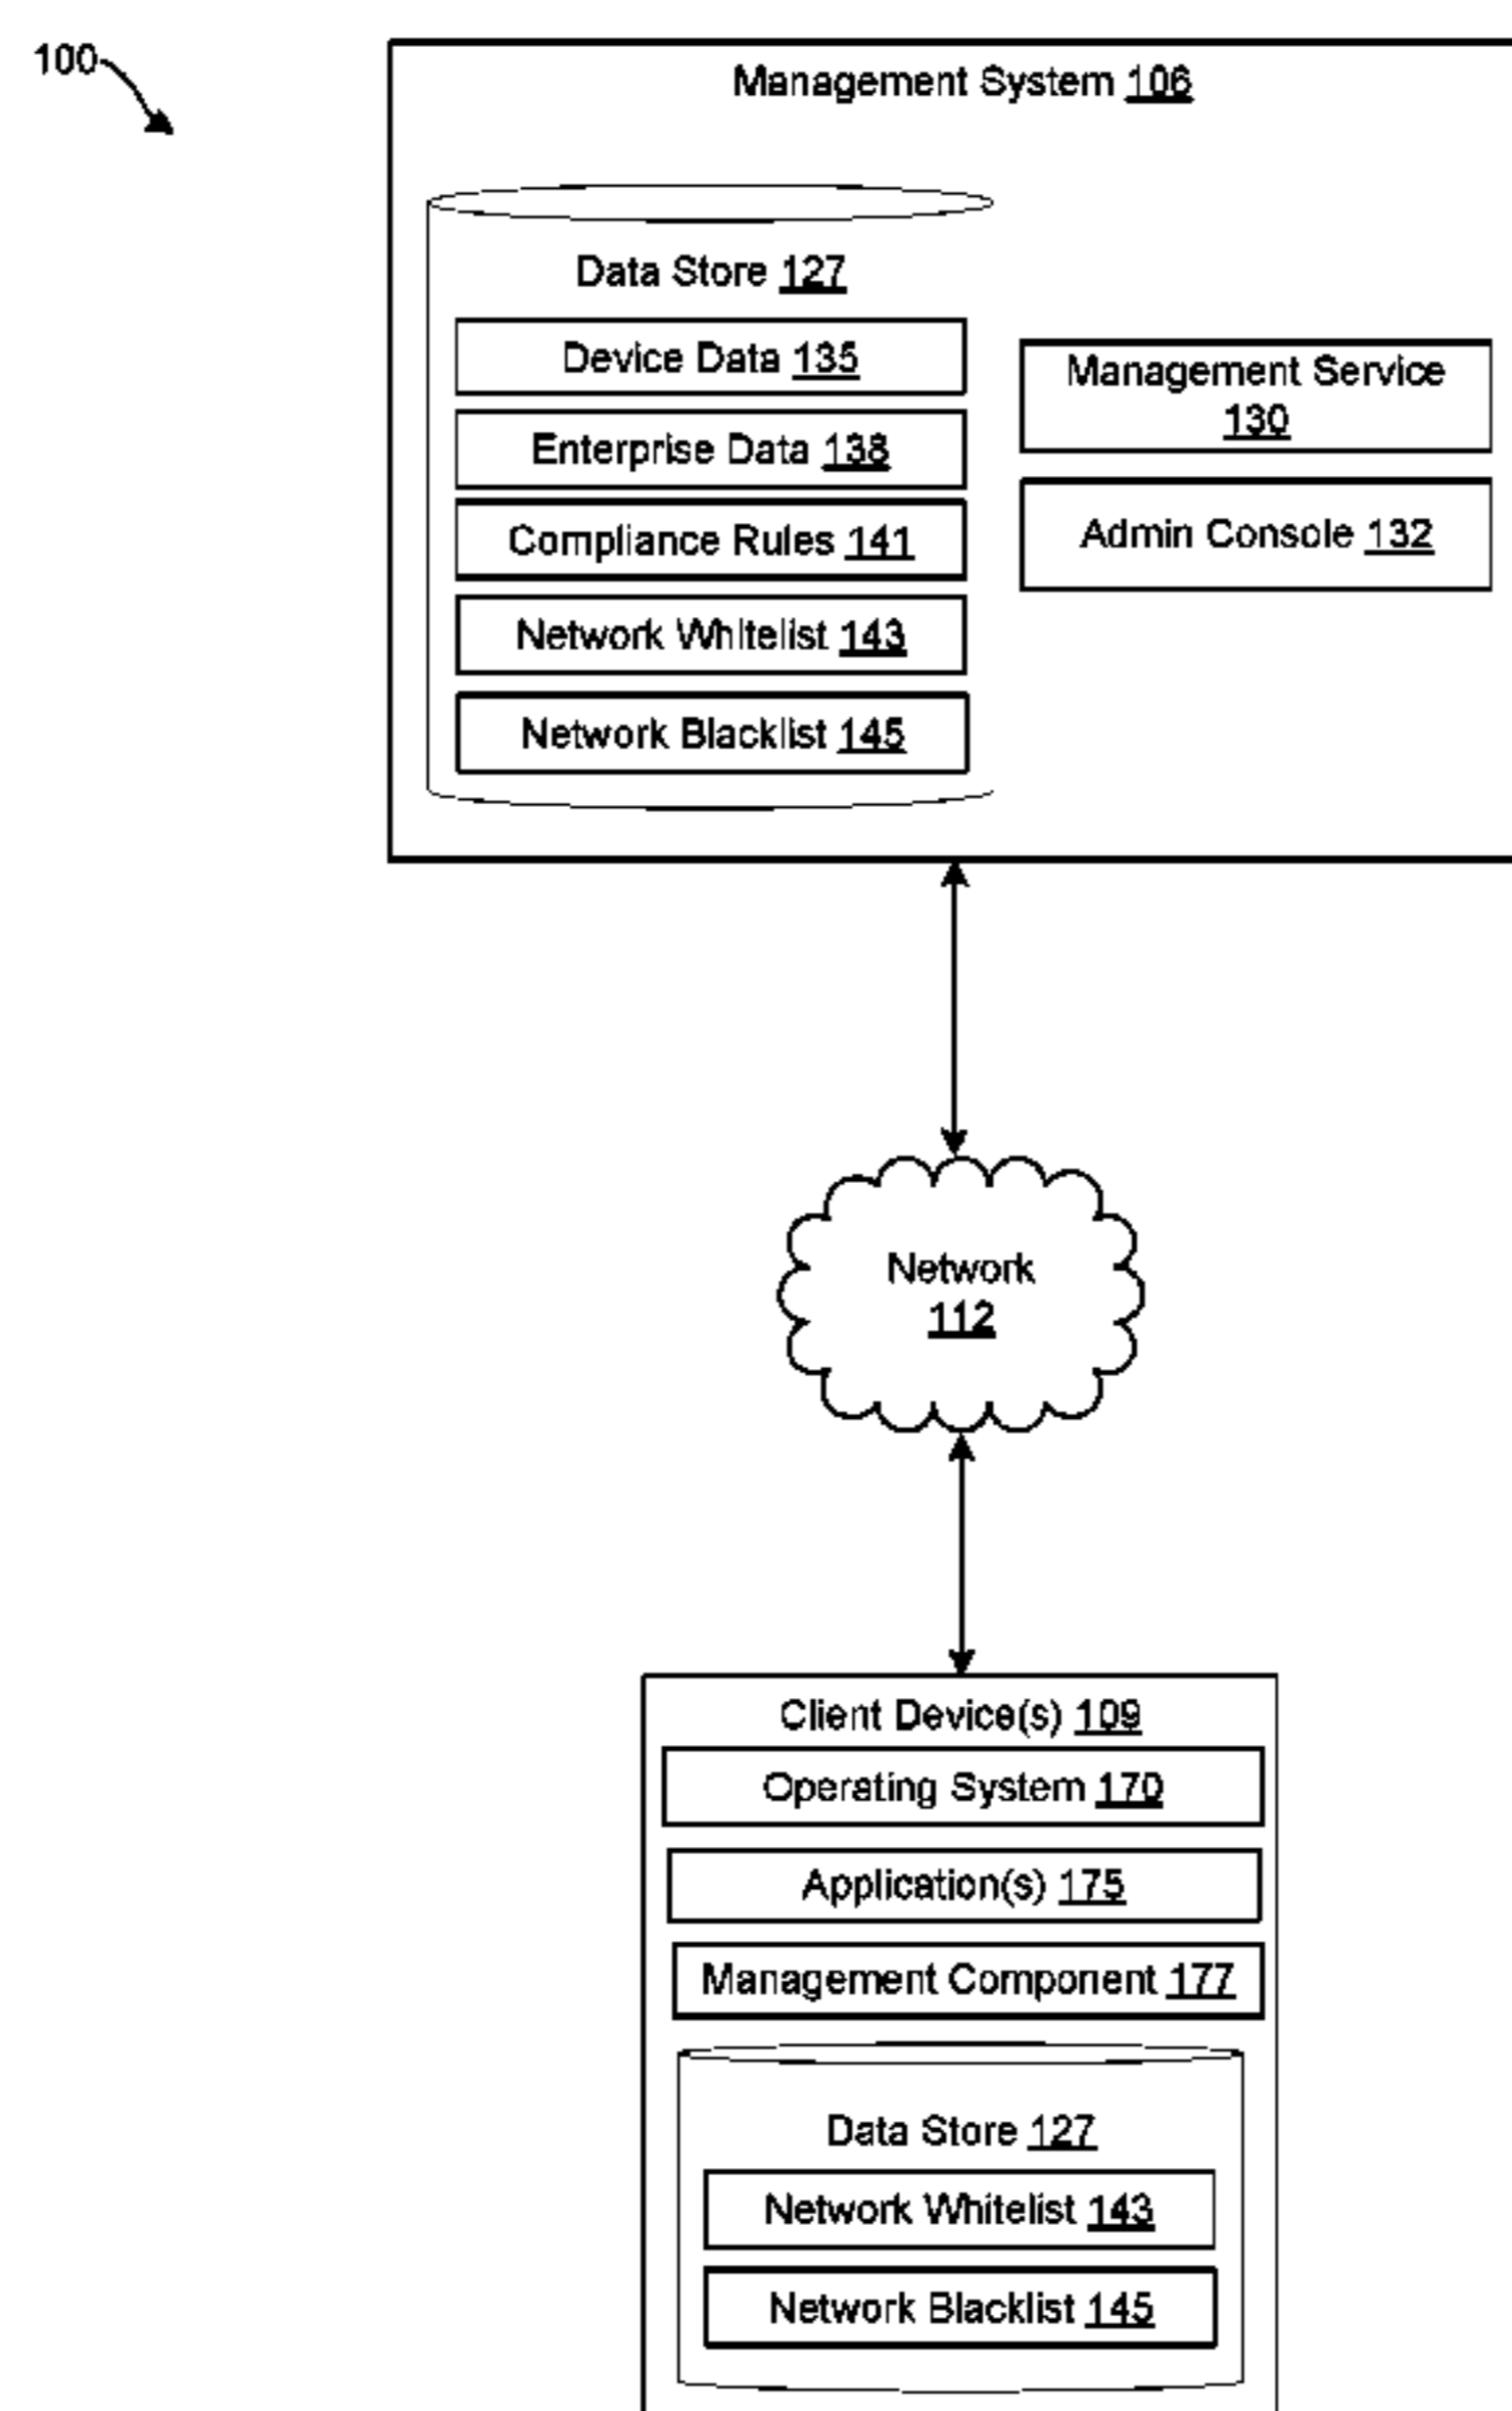 100
Management System 106
Data Store 127
Device Data 135
Enterprise Data 138
Compliance Rules 141
Network Whitelist 143
Network Blacklist 145
Management Service
130
Admin Console 132
Network
112
Client Device(s) 109
Operating System 170
Application(s) 175
Management Component 177
Data Store 127
Network Whitelist 143
Network Blacklist 145